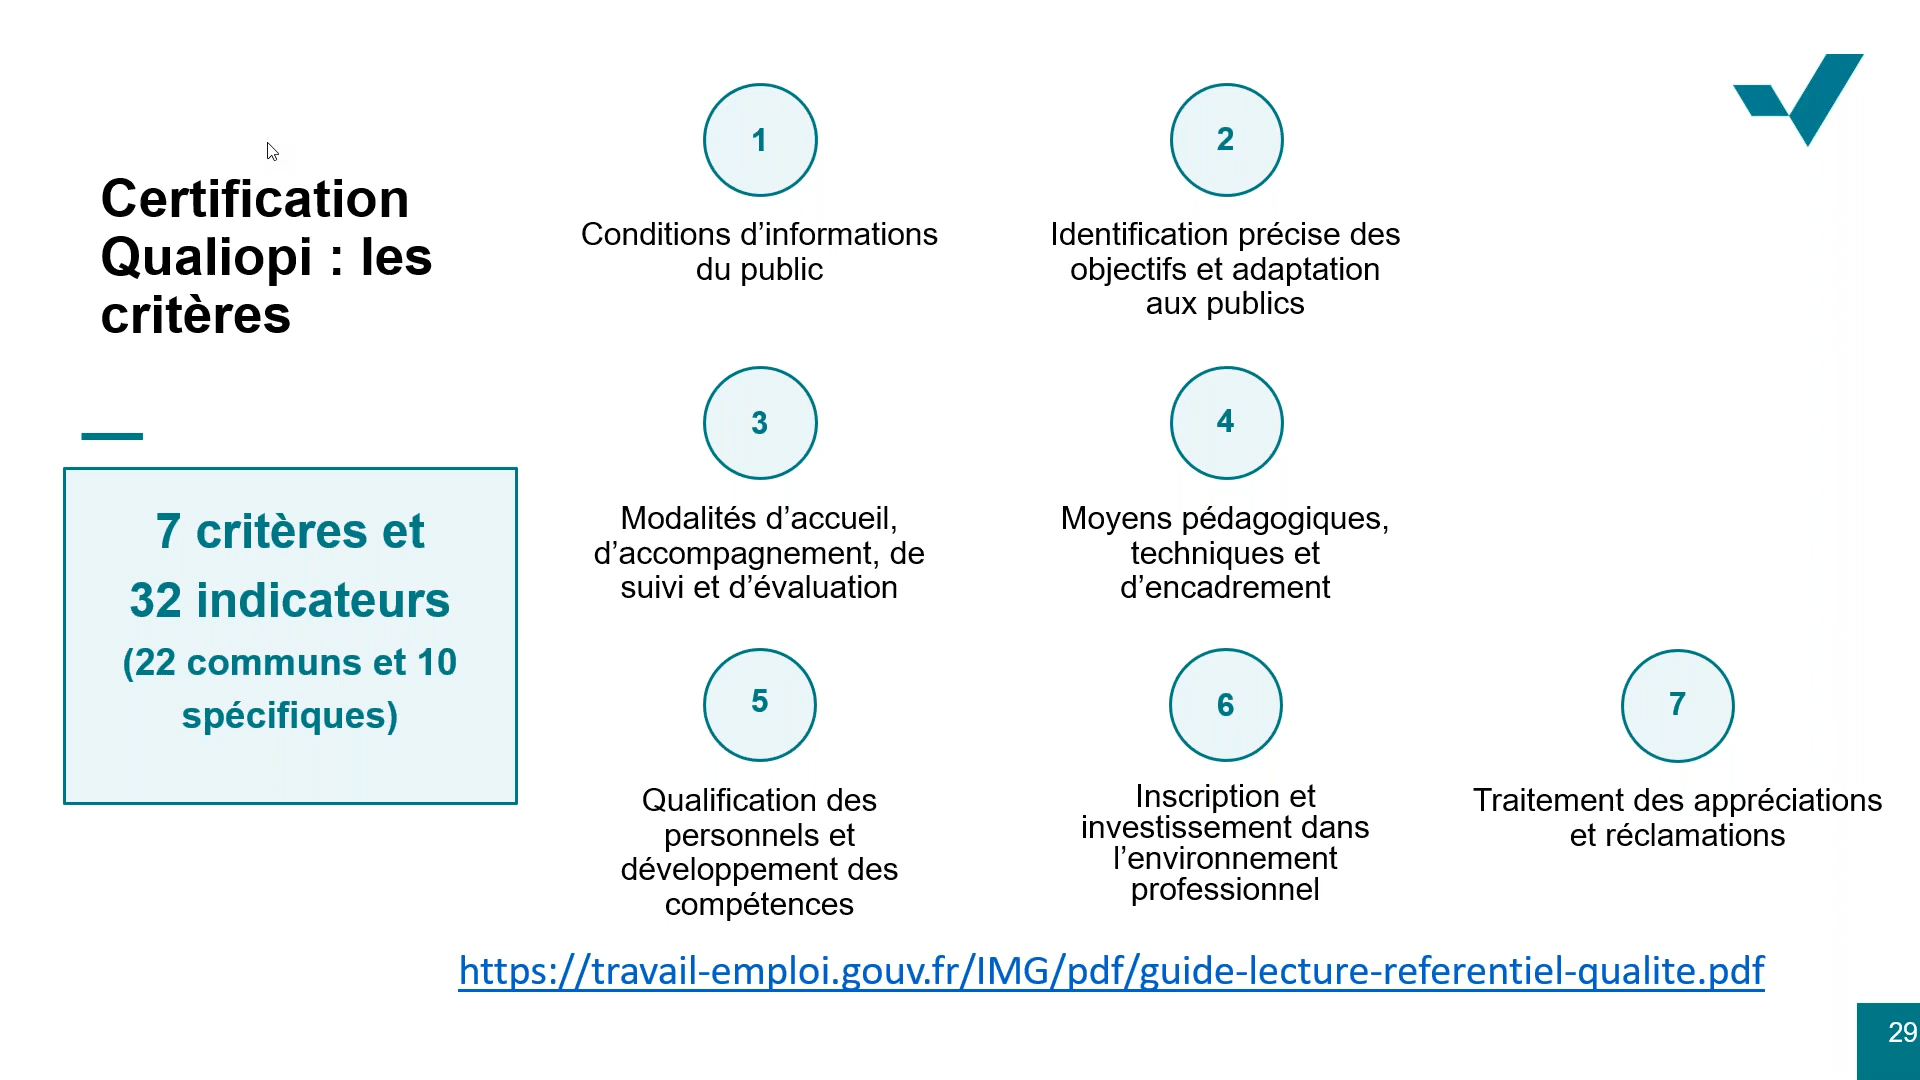 Certification
Qualiopi : les
critères
7 critères et
32 indicateurs
(22 communs et 10
spécifiques)
1
Conditions d’informations
du public
2
Identification précise des
objectifs et adaptation
aux publics
3
Modalités d’accueil,
d’accompagnement, de
suivi et d’évaluation
4
Moyens pédagogiques,
techniques et
d’encadrement
5
Qualification des
personnels et
développement des
compétences
6
Inscription et
investissement dans
l’environnement
professionnel
7
Traitement des appréciations
et réclamations
https://travail-emploi.gouv.fr/IMG/pdf/guide-lecture-referentiel-qualite.pdf
29